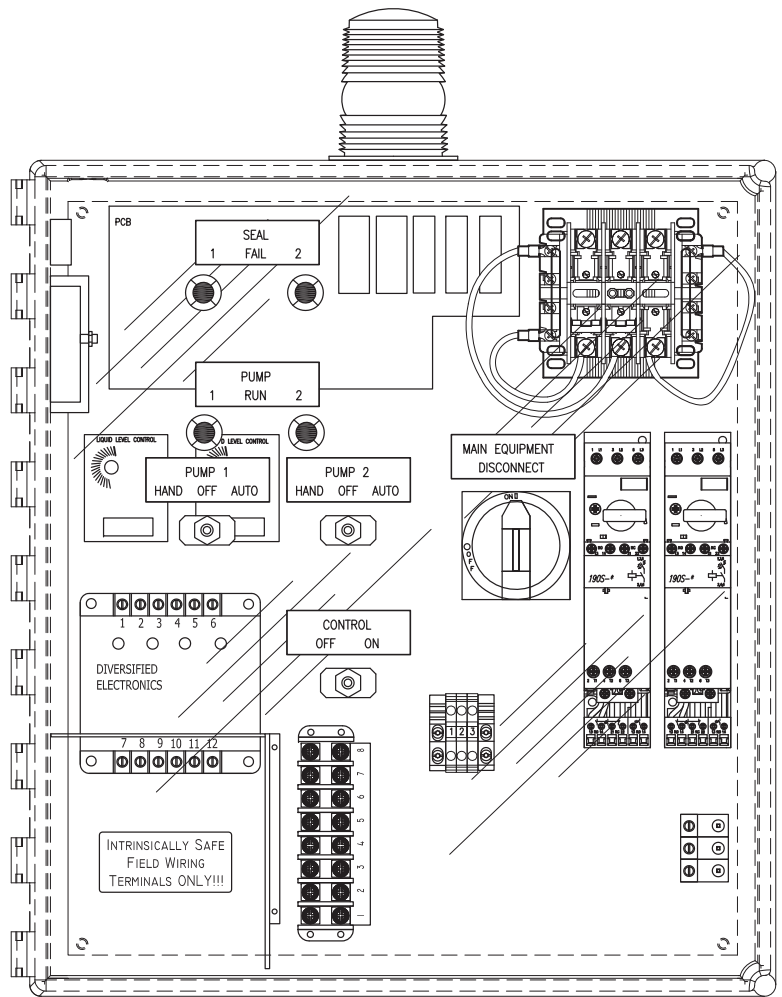 PCB
SEAL
1 FAIL 2
PUMP
1 RUN 2
LIQUID LEVEL CONTROL
D LEVEL CONTROL
PUMP 1
HAND OFF AUTO
PUMP 2
HAND OFF AUTO
MAIN EQUIPMENT
DISCONNECT
ON
OFF
190S-*
190S-*
1 2 3 4 5 6
DIVERSIFIED
ELECTRONICS
7 8 9 10 11 12
CONTROL
OFF ON
1 2 3
8
7
6
5
4
3
2
1
INTRINSICALLY SAFE
FIELD WIRING
TERMINALS ONLY!!!